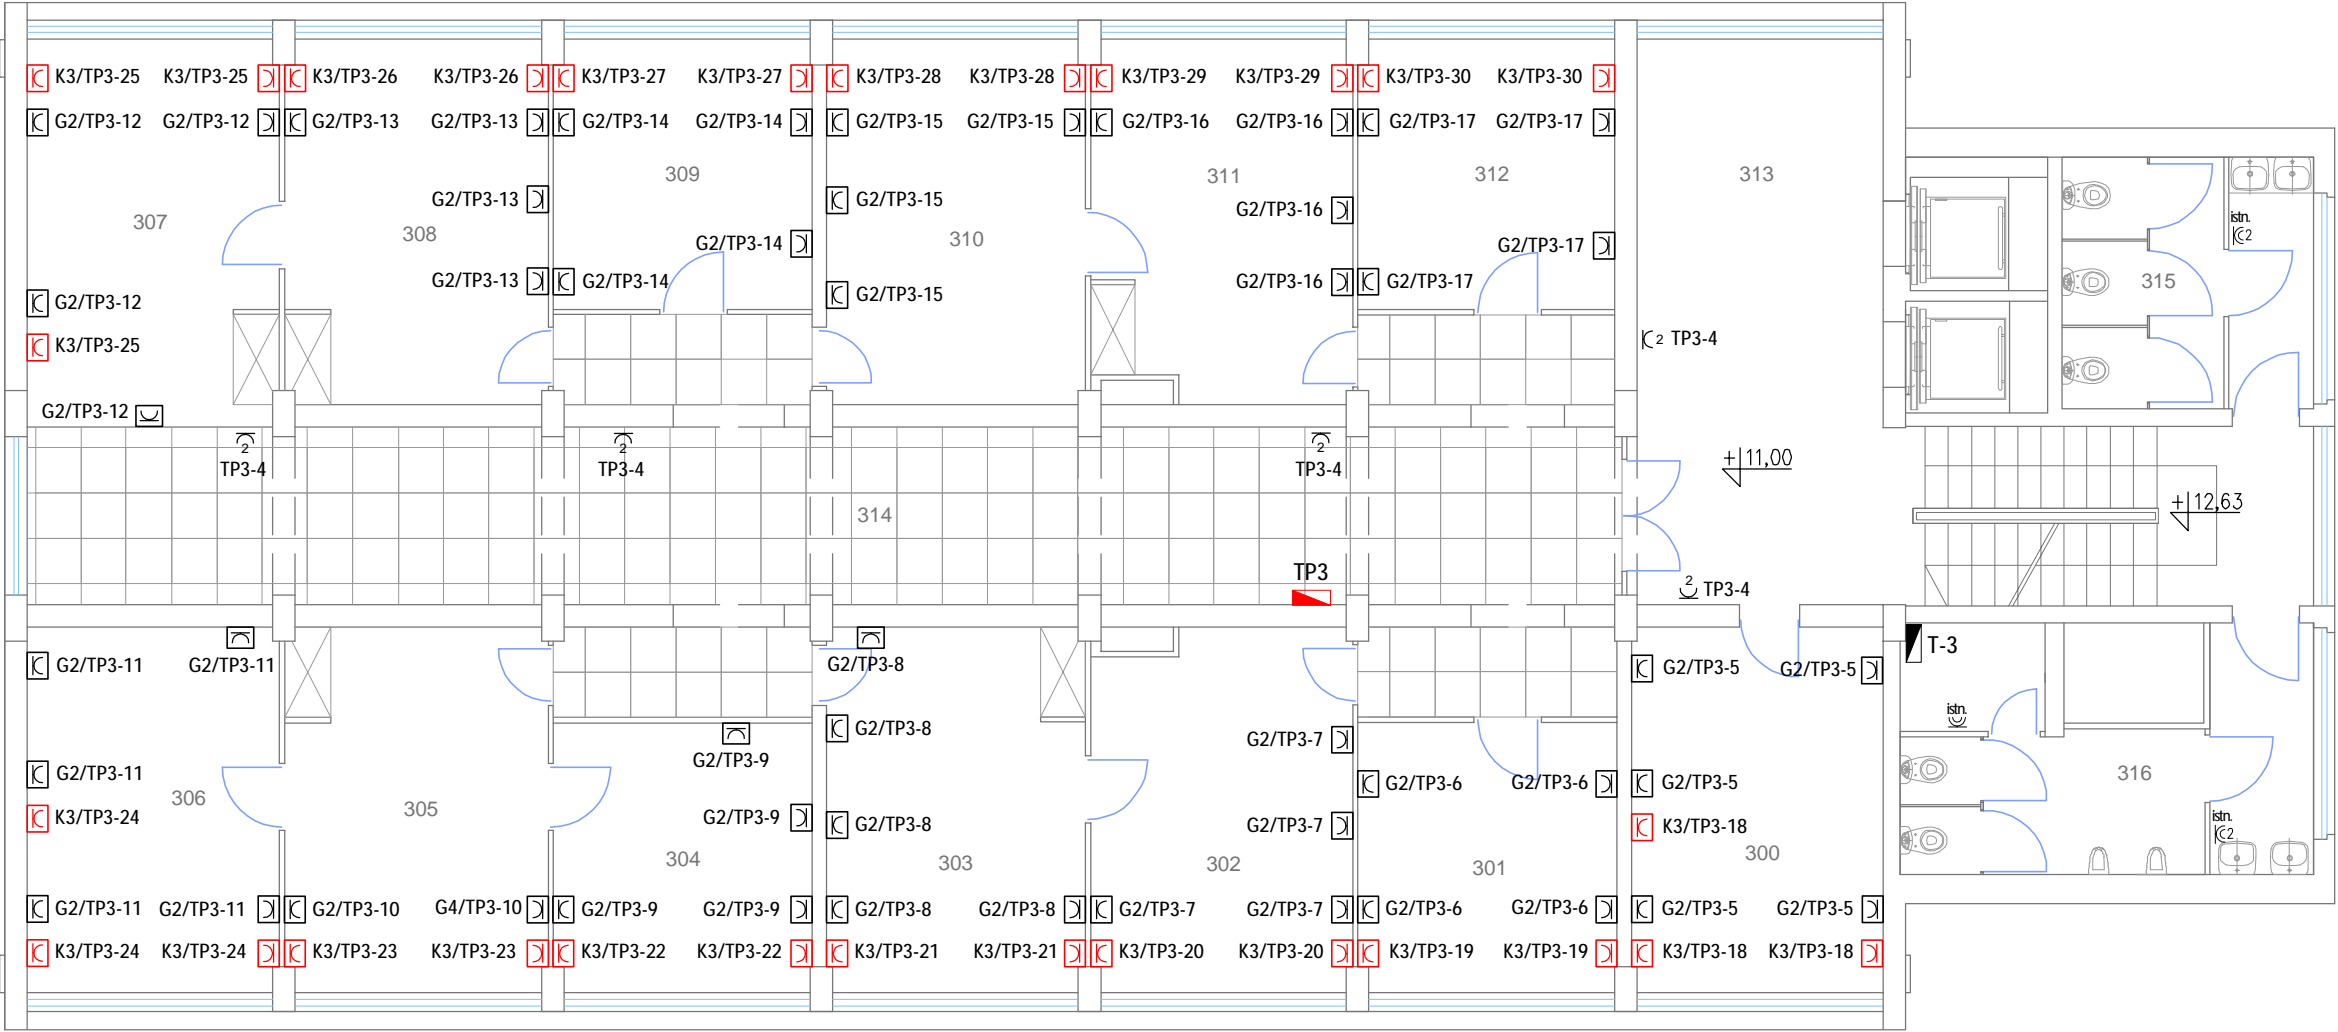 K3/TP3-25 K3/TP3-25 K3/TP3-26 K3/TP3-26 K3/TP3-27 K3/TP3-27 K3/TP3-28 K3/TP3-28 K3/TP3-29 K3/TP3-29 K3/TP3-30 K3/TP3-30
G2/TP3-12 G2/TP3-12 G2/TP3-13 G2/TP3-13 G2/TP3-14 G2/TP3-14 G2/TP3-15 G2/TP3-15 G2/TP3-16 G2/TP3-16 G2/TP3-17 G2/TP3-17
309 311 312 313
G2/TP3-13 G2/TP3-15 G2/TP3-16
307 308 310 istn.
2
G2/TP3-14 G2/TP3-17
G2/TP3-13 G2/TP3-14 G2/TP3-16 G2/TP3-17 315
G2/TP3-12 G2/TP3-15
K3/TP3-25 2 TP3-4
G2/TP3-12
2 2 2
TP3-4 TP3-4 TP3-4 +11,00
+12,63
314
TP3
2 TP3-4
T-3
G2/TP3-11 G2/TP3-11 G2/TP3-8 G2/TP3-5 G2/TP3-5
istn.
G2/TP3-8 G2/TP3-7
G2/TP3-9
G2/TP3-11 G2/TP3-6 G2/TP3-6 G2/TP3-5 316
306 305
K3/TP3-24 G2/TP3-9 G2/TP3-8 G2/TP3-7 K3/TP3-18 istn.
2
304 303 302 301 300
G2/TP3-11 G2/TP3-11 G2/TP3-10 G4/TP3-10 G2/TP3-9 G2/TP3-9 G2/TP3-8 G2/TP3-8 G2/TP3-7 G2/TP3-7 G2/TP3-6 G2/TP3-6 G2/TP3-5 G2/TP3-5
K3/TP3-24 K3/TP3-24 K3/TP3-23 K3/TP3-23 K3/TP3-22 K3/TP3-22 K3/TP3-21 K3/TP3-21 K3/TP3-20 K3/TP3-20 K3/TP3-19 K3/TP3-19 K3/TP3-18 K3/TP3-18